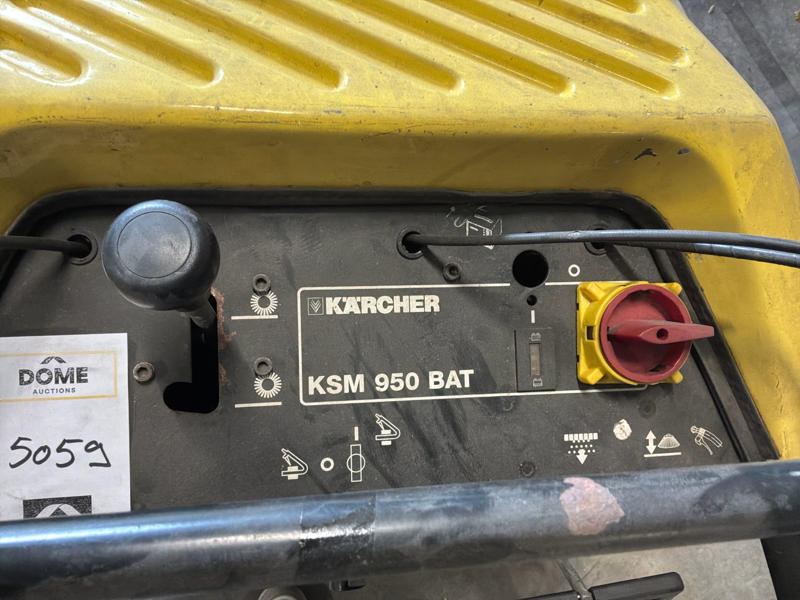 KÄRCHER
KSM 950 BAT
DOME
AUCTIONS
5059